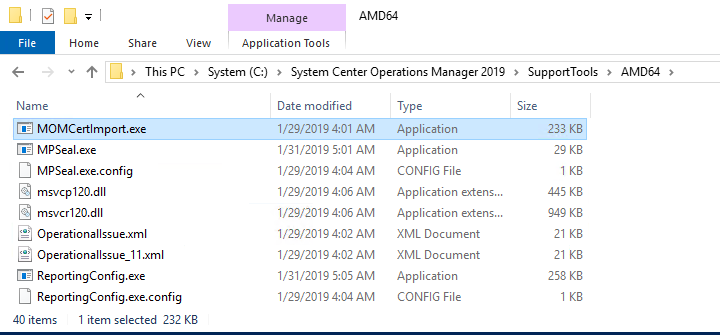 Manage AMD64
File Home Share View Application Tools
This PC System (C:) System Center Operations Manager 2019 SupportTools AMD64
Name Date modified Type Size
MOMCertImport.exe 1/29/2019 4:01 AM Application 233 KB
MPSeal.exe 1/31/2019 5:01 AM Application 29 KB
MPSeal.exe.config 1/29/2019 4:04 AM CONFIG File 1 KB
msvcp120.dll 1/29/2019 4:06 AM Application extens... 445 KB
msvcr120.dll 1/29/2019 4:06 AM Application extens... 949 KB
OperationalIssue.xml 1/29/2019 4:02 AM XML Document 21 KB
OperationalIssue_11.xml 1/29/2019 4:02 AM XML Document 21 KB
ReportingConfig.exe 1/31/2019 5:05 AM Application 258 KB
ReportingConfig.exe.config 1/29/2019 4:04 AM CONFIG File 1 KB
40 items 1 item selected 232 KB